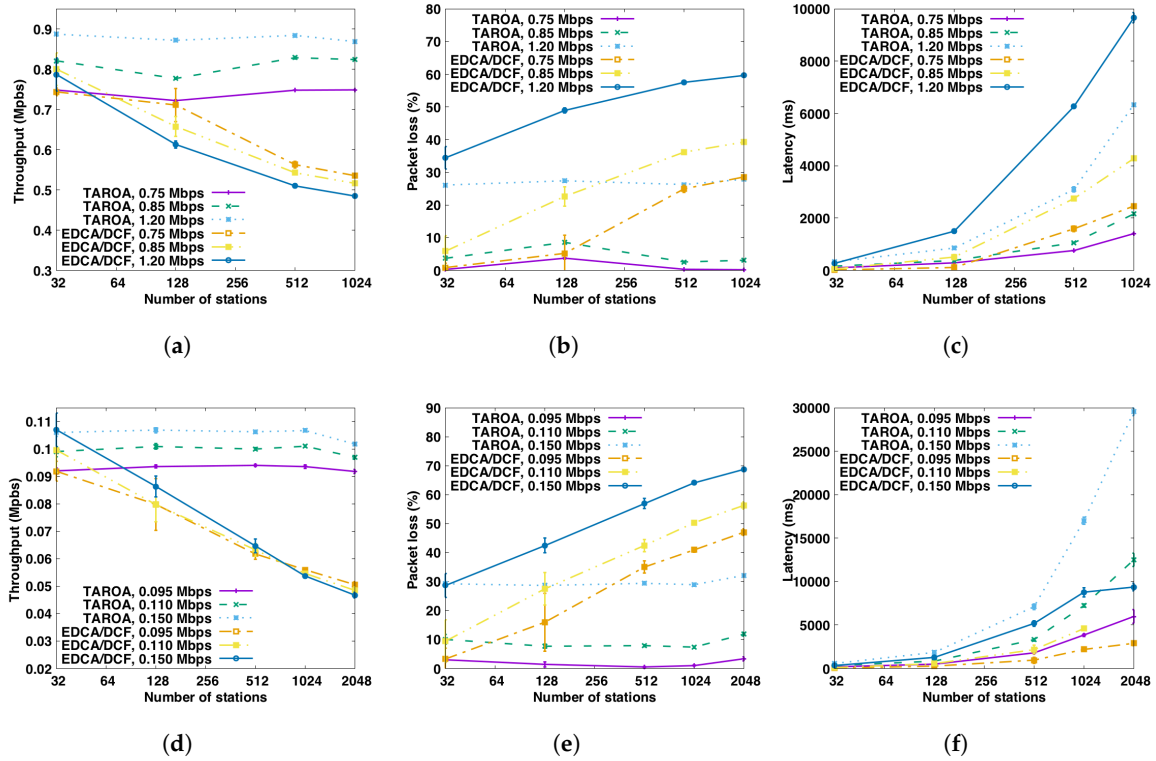 0.9
0.8
0.7
0.6
0.5
0.4
0.3
Throughput (Mpbs)
TAROA, 0.75 Mbps
TAROA, 0.85 Mbps
TAROA, 1.20 Mbps
EDCA/DCF, 0.75 Mbps
EDCA/DCF, 0.85 Mbps
EDCA/DCF, 1.20 Mbps
32 64 128 256 512 1024
Number of stations
(a)
80
70
60
50
40
30
20
10
0
Packet loss (%)
TAROA, 0.75 Mbps
TAROA, 0.85 Mbps
TAROA, 1.20 Mbps
EDCA/DCF, 0.75 Mbps
EDCA/DCF, 0.85 Mbps
EDCA/DCF, 1.20 Mbps
32 64 128 256 512 1024
Number of stations
(b)
10000
8000
6000
4000
2000
0
Latency (ms)
TAROA, 0.75 Mbps
TAROA, 0.85 Mbps
TAROA, 1.20 Mbps
EDCA/DCF, 0.75 Mbps
EDCA/DCF, 0.85 Mbps
EDCA/DCF, 1.20 Mbps
32 64 128 256 512 1024
Number of stations
(c)
0.11
0.1
0.09
0.08
0.07
0.06
0.05
0.04
0.03
0.02
Throughput (Mpbs)
TAROA, 0.095 Mbps
TAROA, 0.110 Mbps
TAROA, 0.150 Mbps
EDCA/DCF, 0.095 Mbps
EDCA/DCF, 0.110 Mbps
EDCA/DCF, 0.150 Mbps
32 64 128 256 512 1024 2048
Number of stations
(d)
90
80
70
60
50
40
30
20
10
0
Packet loss (%)
TAROA, 0.095 Mbps
TAROA, 0.110 Mbps
TAROA, 0.150 Mbps
EDCA/DCF, 0.095 Mbps
EDCA/DCF, 0.110 Mbps
EDCA/DCF, 0.150 Mbps
32 64 128 256 512 1024 2048
Number of stations
(e)
30000
25000
20000
15000
10000
5000
0
Latency (ms)
TAROA, 0.095 Mbps
TAROA, 0.110 Mbps
TAROA, 0.150 Mbps
EDCA/DCF, 0.095 Mbps
EDCA/DCF, 0.110 Mbps
EDCA/DCF, 0.150 Mbps
32 64 128 256 512 1024 2048
Number of stations
(f)